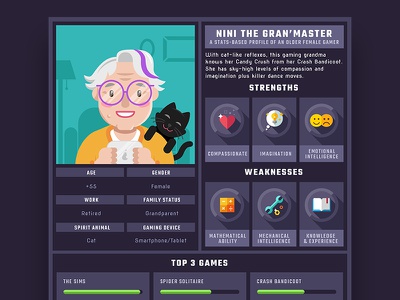 NINI THE GRAN'MASTER
A STATS-BASED PROFILE OF AN OLDER FEMALE GAMER
With cat-like reflexes, this gaming grandma
knows her Candy Crush from her Crash Bandicoot.
She has sky-high levels of compassion and
imagination plus killer dance moves.
STRENGTHS
COMPASSIONATE
IMAGINATION
EMOTIONAL
INTELLIGENCE
WEAKNESSES
MATHEMATICAL
ABILITY
MECHANICAL
INTELLIGENCE
KNOWLEDGE
& EXPERIENCE
AGE
GENDER
+55
Female
WORK
FAMILY STATUS
Retired
Grandparent
SPIRIT ANIMAL
GAMING DEVICE
Cat
Smartphone/Tablet
TOP 3 GAMES
THE SIMS
SPIDER SOLITAIRE
CRASH BANDICOOT